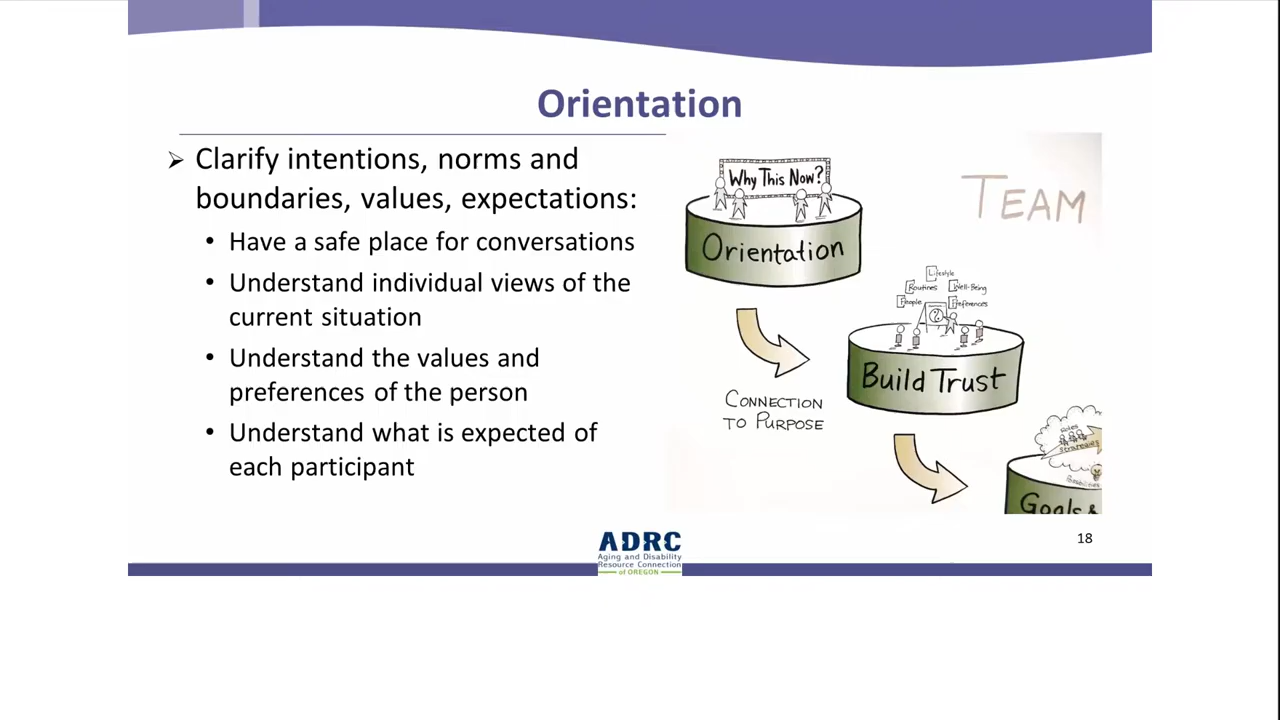 Orientation
➢ Clarify intentions, norms and
boundaries, values, expectations:
• Have a safe place for conversations
• Understand individual views of the
current situation
• Understand the values and
preferences of the person
• Understand what is expected of
each participant
Why This Now?
Orientation
TEAM
Lifestyle
Routines
Well-Being
People
Preferences
?
Build Trust
CONNECTION
TO PURPOSE
Roles
Strategies
Possibilities
Goals &
ADRC
Aging and Disability
Resource Connection
of OREGON
18